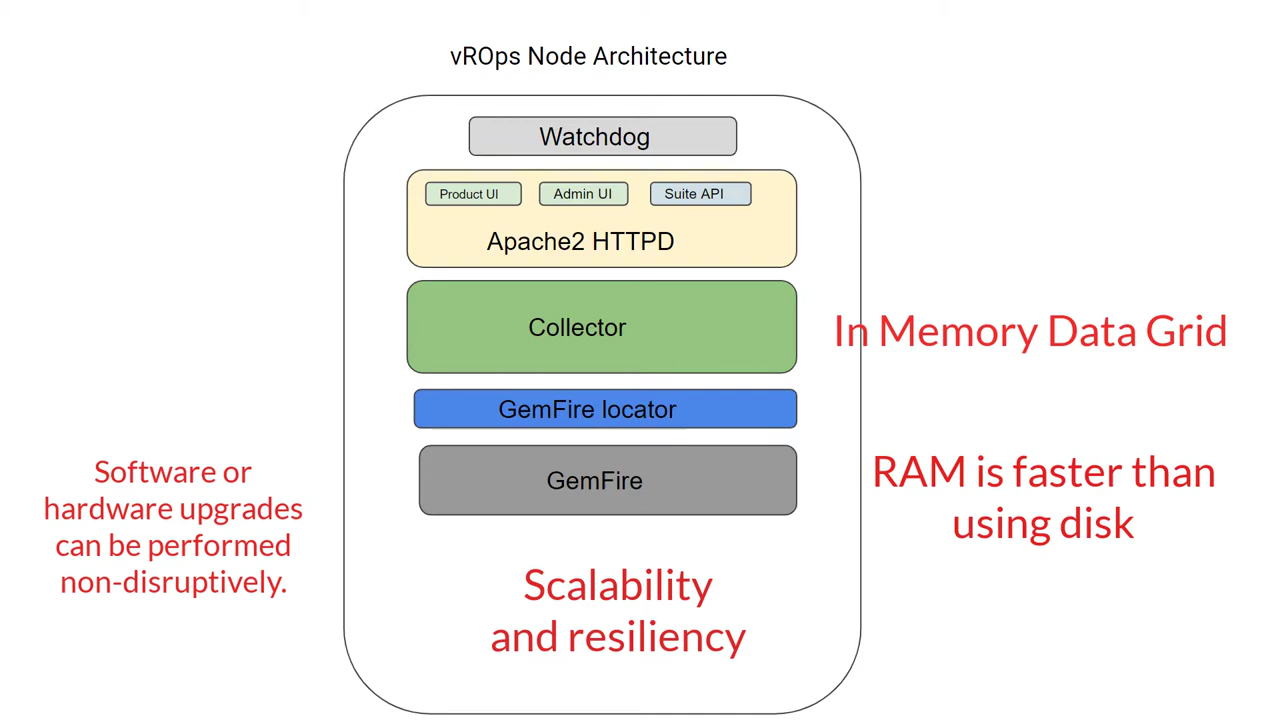 vROps Node Architecture
Watchdog
Product UI
Admin UI
Suite API
Apache2 HTTPD
Collector
In Memory Data Grid
GemFire locator
GemFire
RAM is faster than
using disk
Software or
hardware upgrades
can be performed
non-disruptively.
Scalability
and resiliency